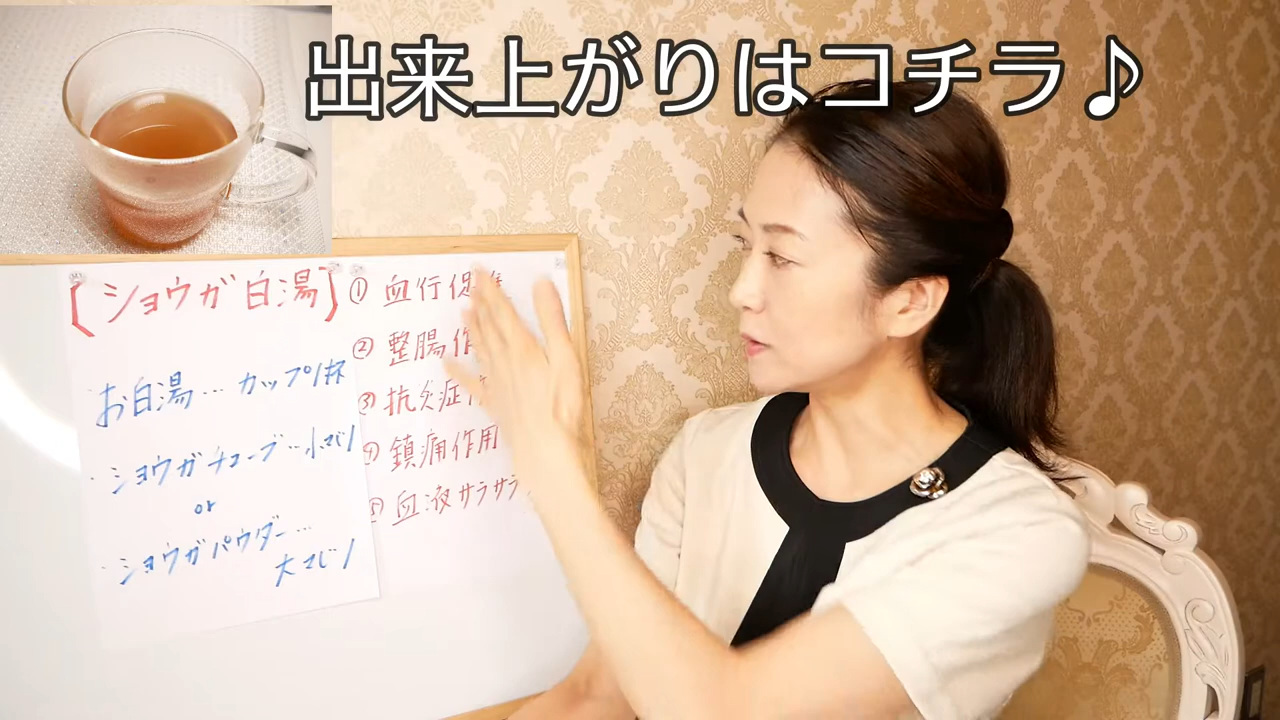 出来上がりはコチラ♪
【ショウガ白湯】
お白湯…カップ1杯
・ショウガチューブ…小さじ1
or
・ショウガパウダー…
大さじ1
① 血行促進
② 整腸作
③ 抗炎症作
④ 鎮痛作用
⑤ 血液サラサラ